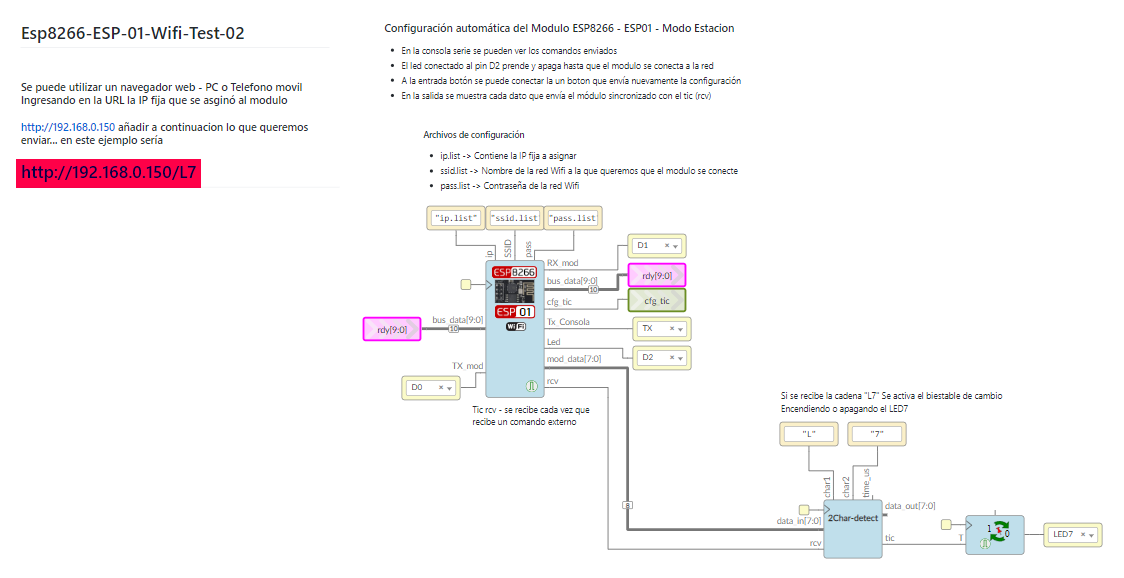 Esp8266-ESP-01-Wifi-Test-02
Se puede utilizar un navegador web - PC o Telefono movil
Ingresando en la URL la IP fija que se asginó al modulo
http://192.168.0.150 añadir a continuacion lo que queremos
enviar... en este ejemplo sería
http://192.168.0.150/L7
Configuración automática del Modulo ESP8266 - ESP01 - Modo Estacion
En la consola serie se pueden ver los comandos enviados
El led conectado al pin D2 prende y apaga hasta que el modulo se conecta a la red
A la entrada botón se puede conectar la un boton que envía nuevamente la configuración
En la salida se muestra cada dato que envía el módulo sincronizado con el tic (rcv)
Archivos de configuración
ip.list -> Contiene la IP fija a asignar
ssid.list -> Nombre de la red Wifi a la que queremos que el modulo se conecte
pass.list -> Contraseña de la red Wifi
"ip.list"
"ssid.list
"pass.list
ip
SSID
pass
RX_mod
D1
ESP8266
bus_data[9:0]
10
rdy[9:0]
cfg_tic
cfg_tic
ESP 01
WiFi
rdy[9:0]
bus_data[9:0]
10
Tx_Consola
TX
Led
D2
mod_data[7:0]
TX_mod
D0
rcv
Tic rcv - se recibe cada vez que
recibe un comando externo
8
Si se recibe la cadena "L7" Se activa el biestable de cambio
Encendiendo o apagando el LED7
"L"
"7"
char1
char2
time_us
data_in[7:0]
rcv
2Char-detect
data_out[7:0]
tic
T
1
0
LED7